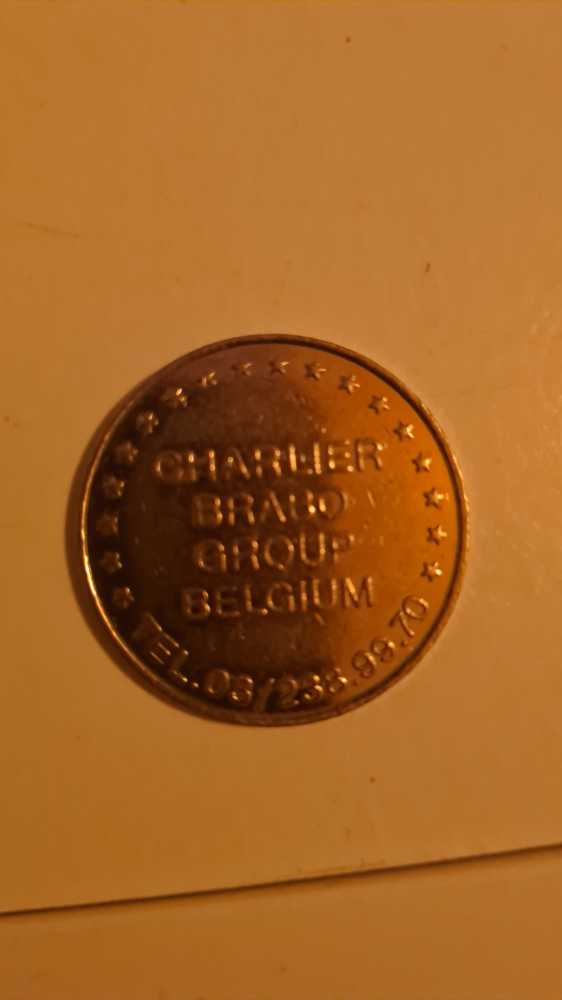 CHARLIER
BRABO
GROUP
BELGIUM
TEL. 03/238.99.70